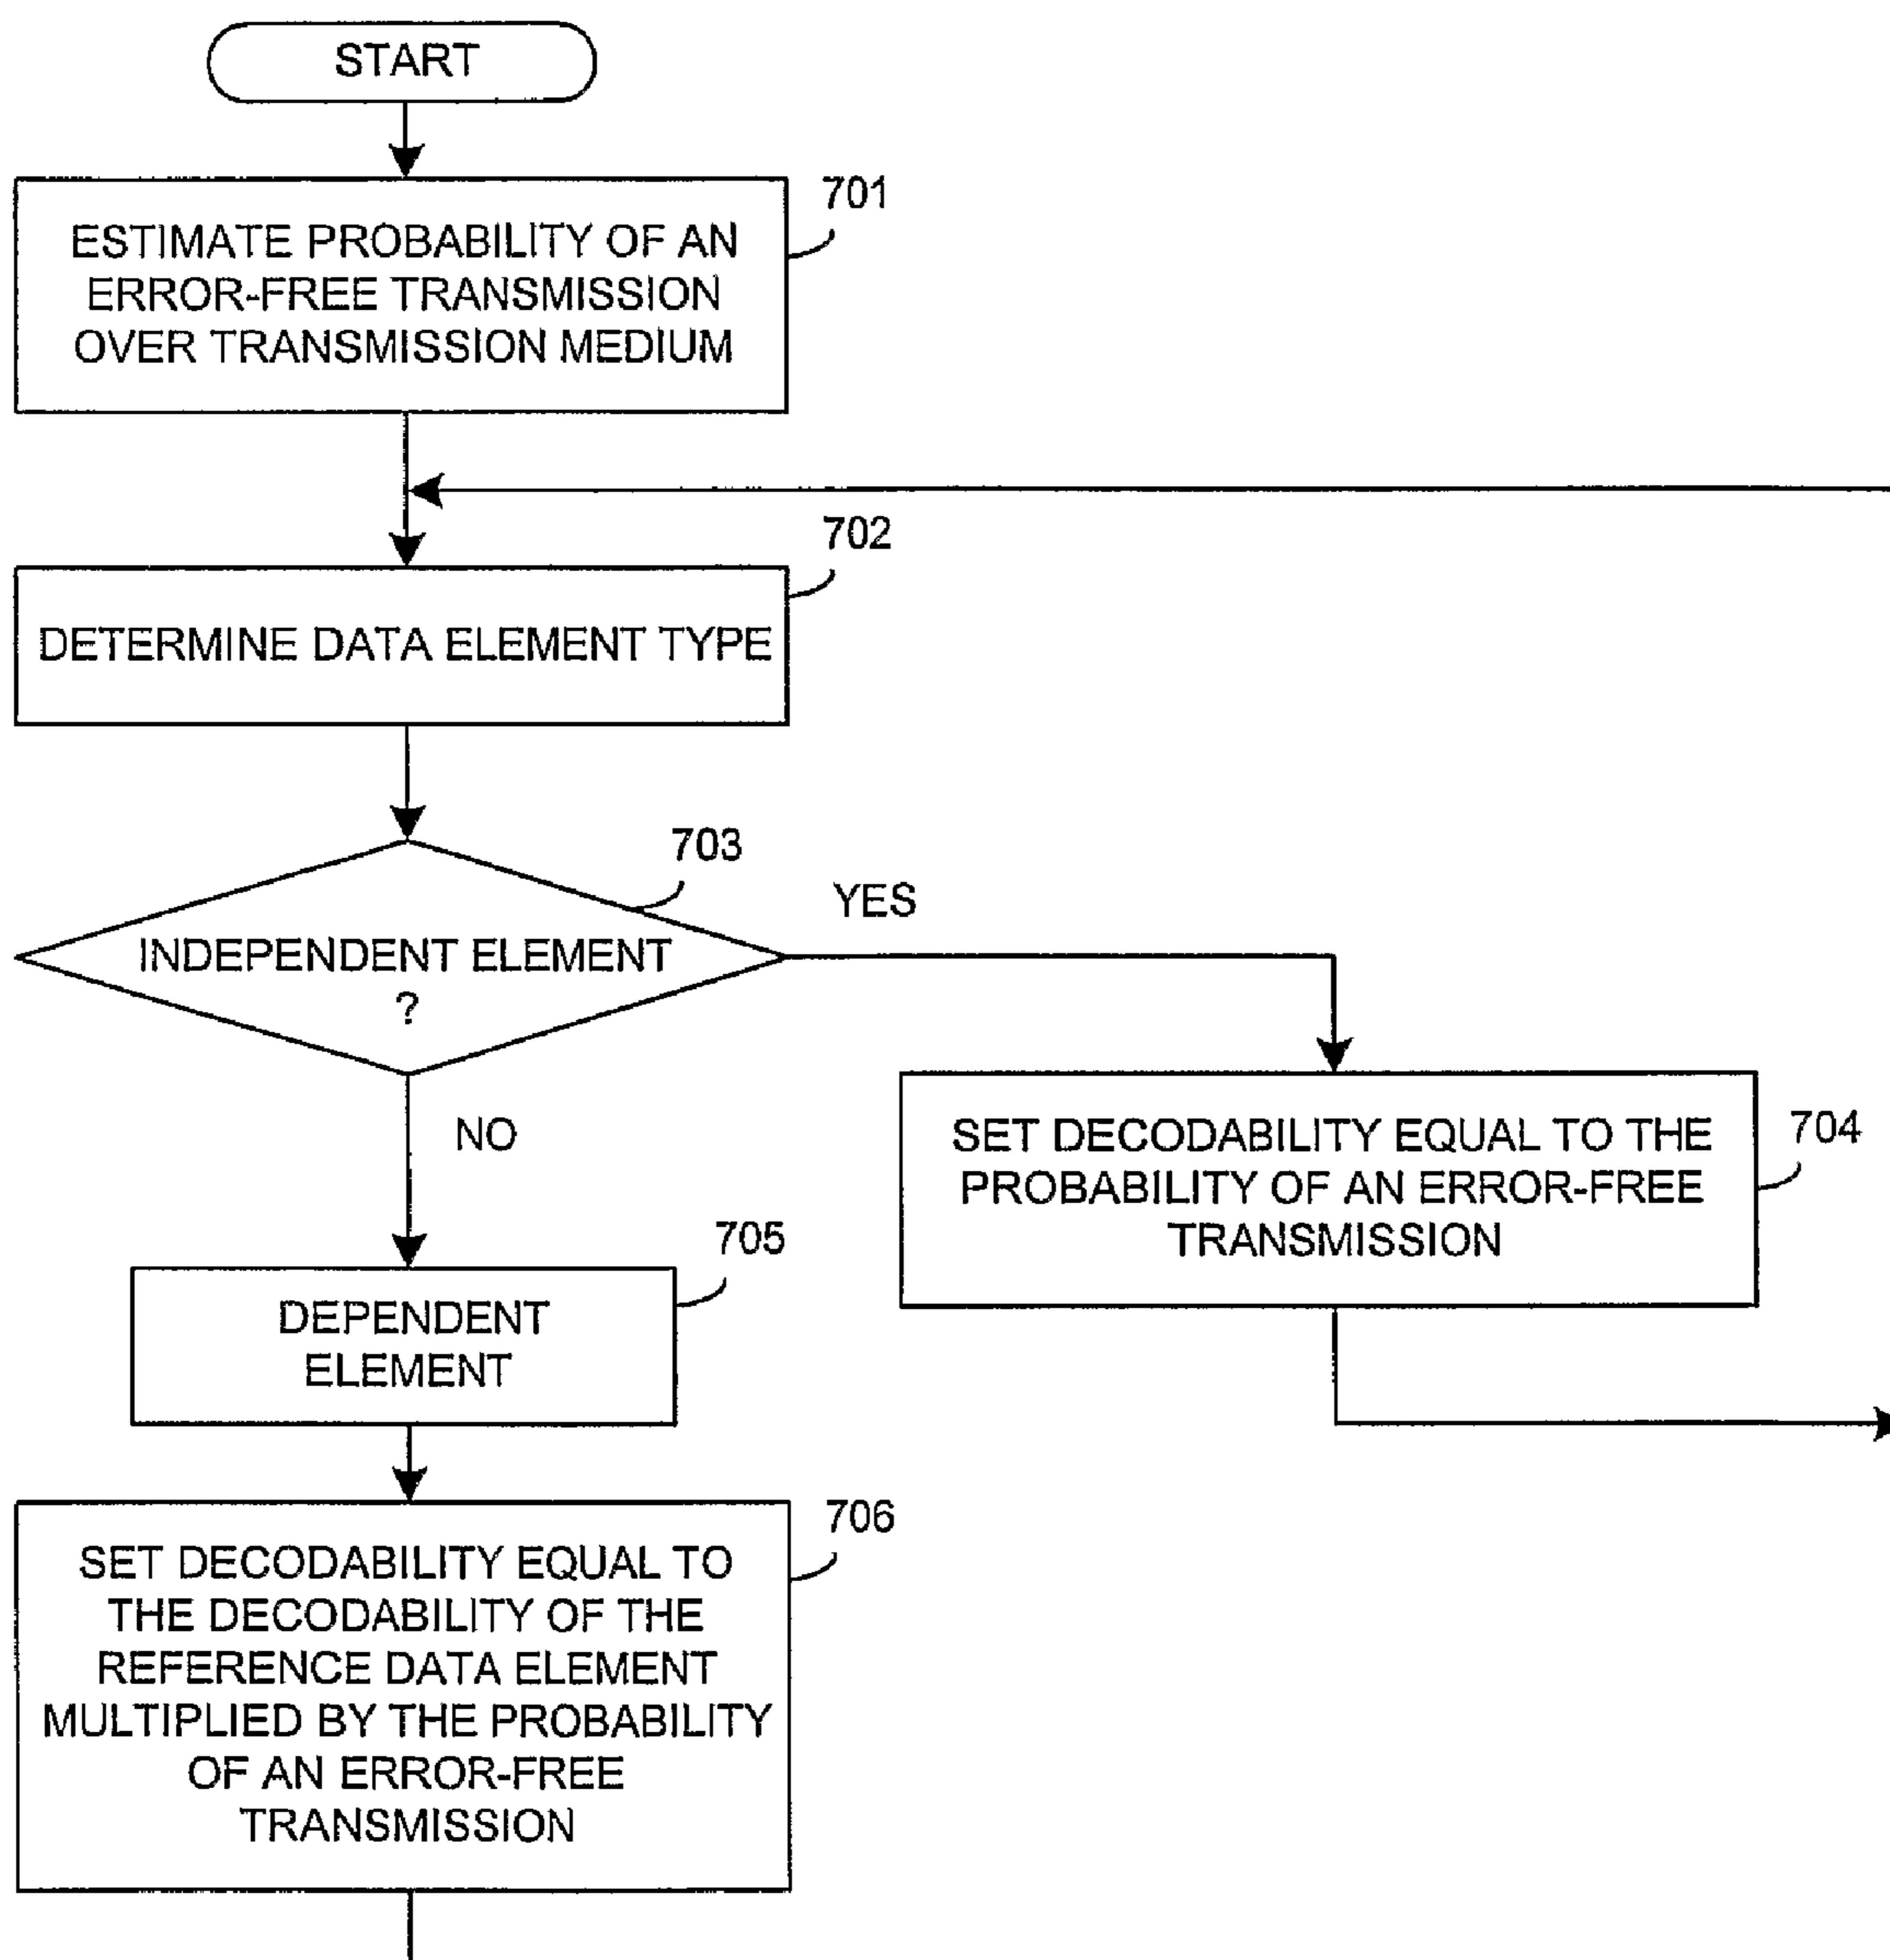 START
701
ESTIMATE PROBABILITY OF AN
ERROR-FREE TRANSMISSION
OVER TRANSMISSION MEDIUM
702
DETERMINE DATA ELEMENT TYPE
703
YES
INDEPENDENT ELEMENT
?
NO
704
SET DECODABILITY EQUAL TO THE
PROBABILITY OF AN ERROR-FREE
TRANSMISSION
705
DEPENDENT
ELEMENT
706
SET DECODABILITY EQUAL TO
THE DECODABILITY OF THE
REFERENCE DATA ELEMENT
MULTIPLIED BY THE PROBABILITY
OF AN ERROR-FREE
TRANSMISSION